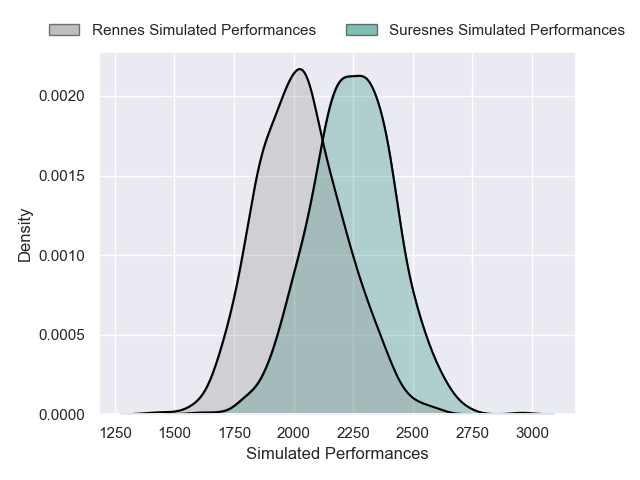 Rennes Simulated Performances Suresnes Simulated Performances
0.0020
0.0015
0.0010
0.0005
0.0000
Density
1250 1500 1750 2000 2250 2500 2750 3000
Simulated Performances